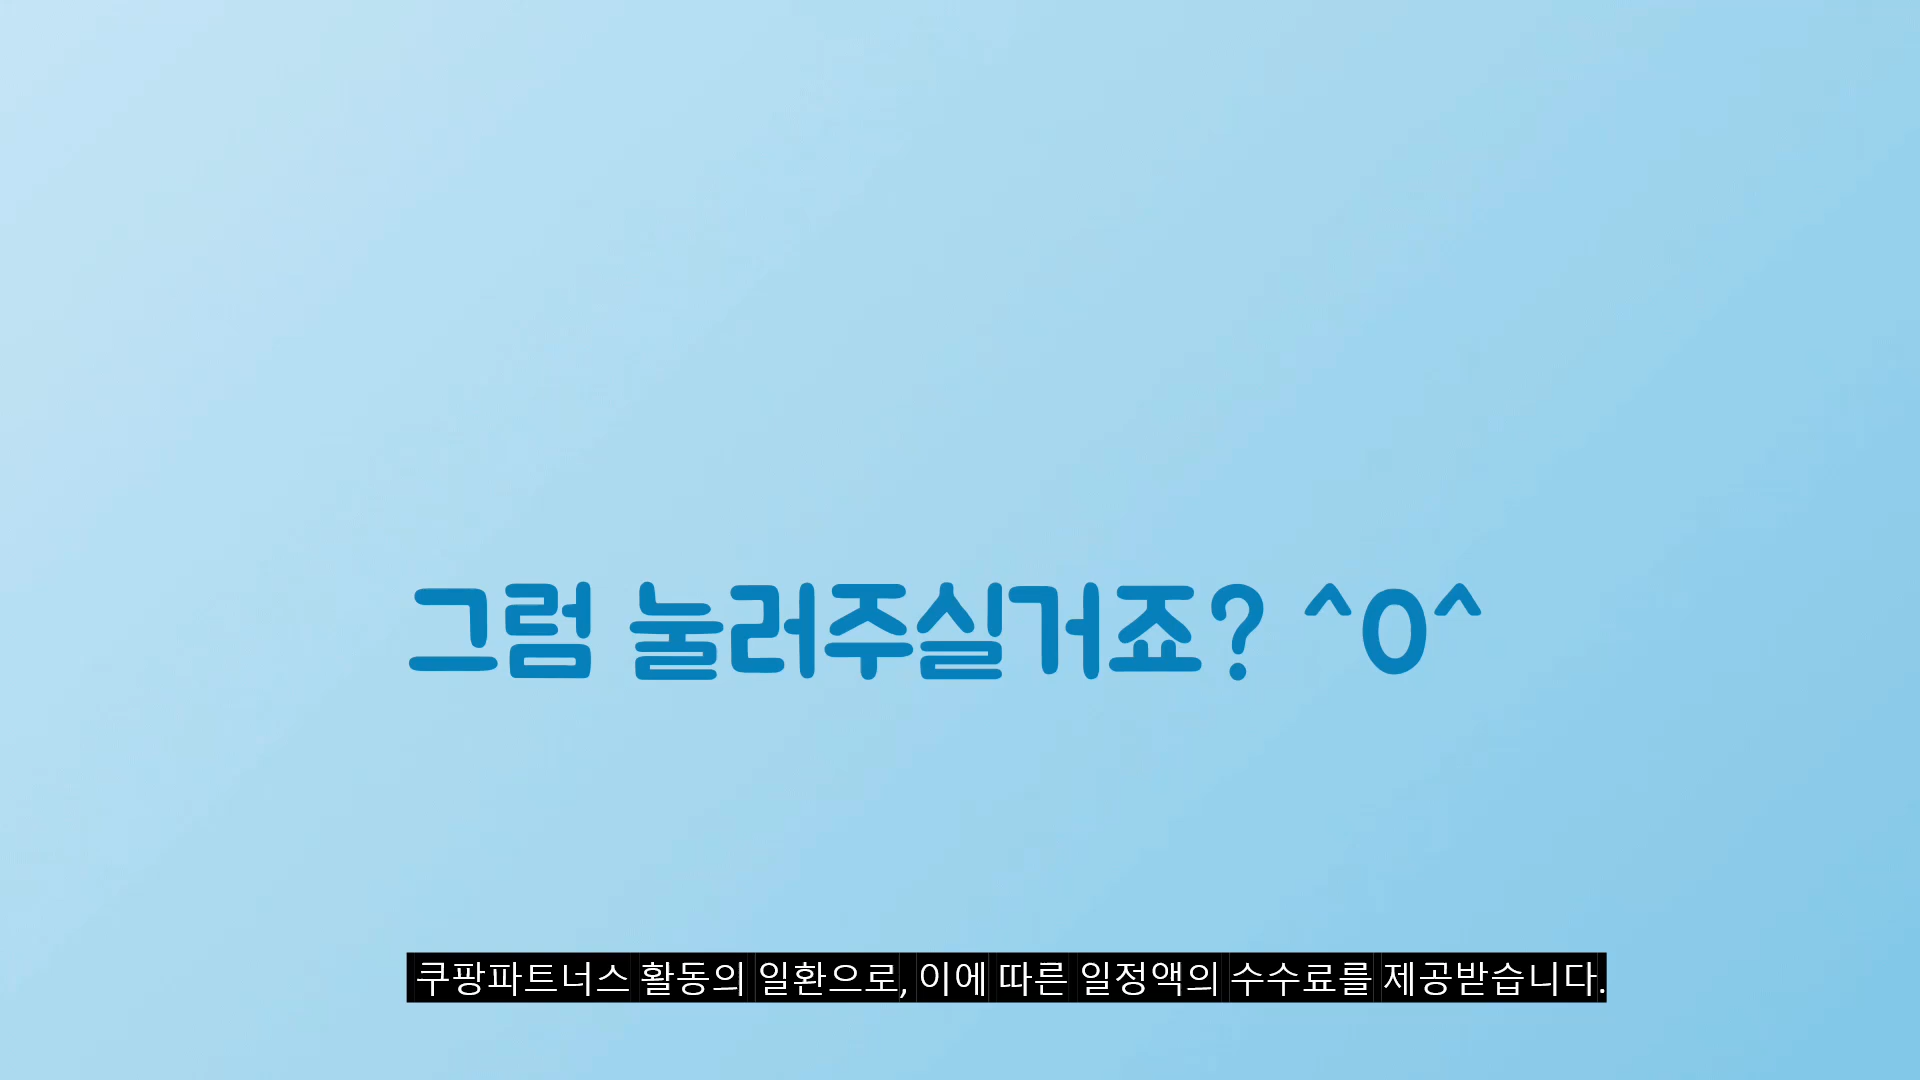 그럼 눌러주실거죠? ^0^
쿠팡파트너스 활동의 일환으로, 이에 따른 일정액의 수수료를 제공받습니다.